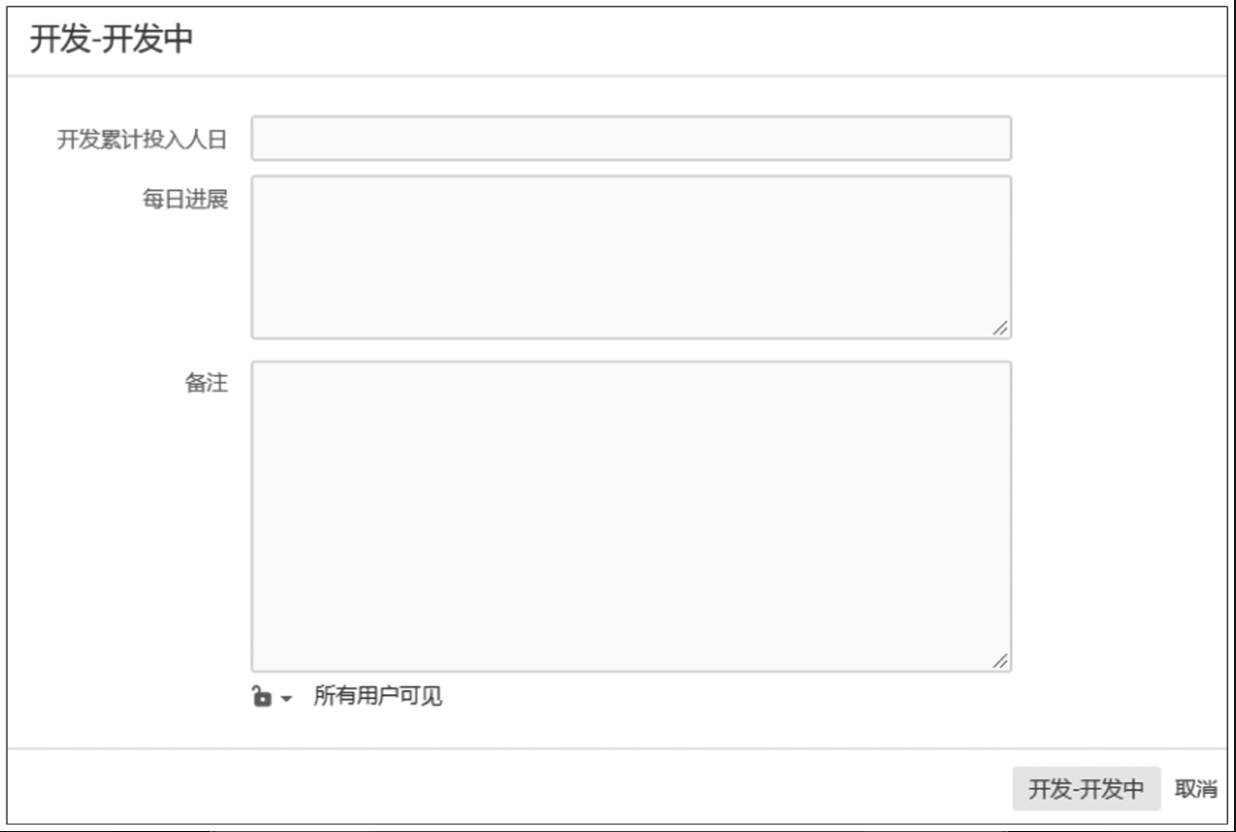 开发-开发中
开发累计投入人日
每日进展
备注
所有用户可见
开发-开发中 取消